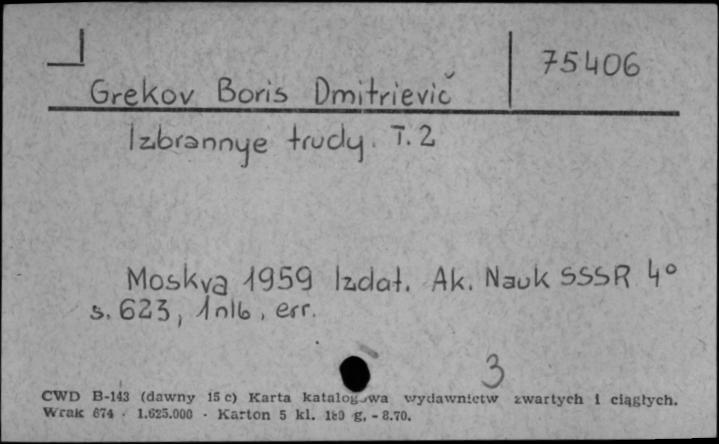 75406
Grekov Boris Dmitrievič
Izbrannye trudy. T. 2
Moskva 1959 Izdat. Ak. Nauk SSSR 4°
s. 623, 1 nlb, err.
3
CWD B-143 (dawny 15 c) Karta katalogowa wydawnictw zwartych i ciągłych.
Wrak 674 · 1.625.000 · Karton 5 kl. 180 g, - 8.70.